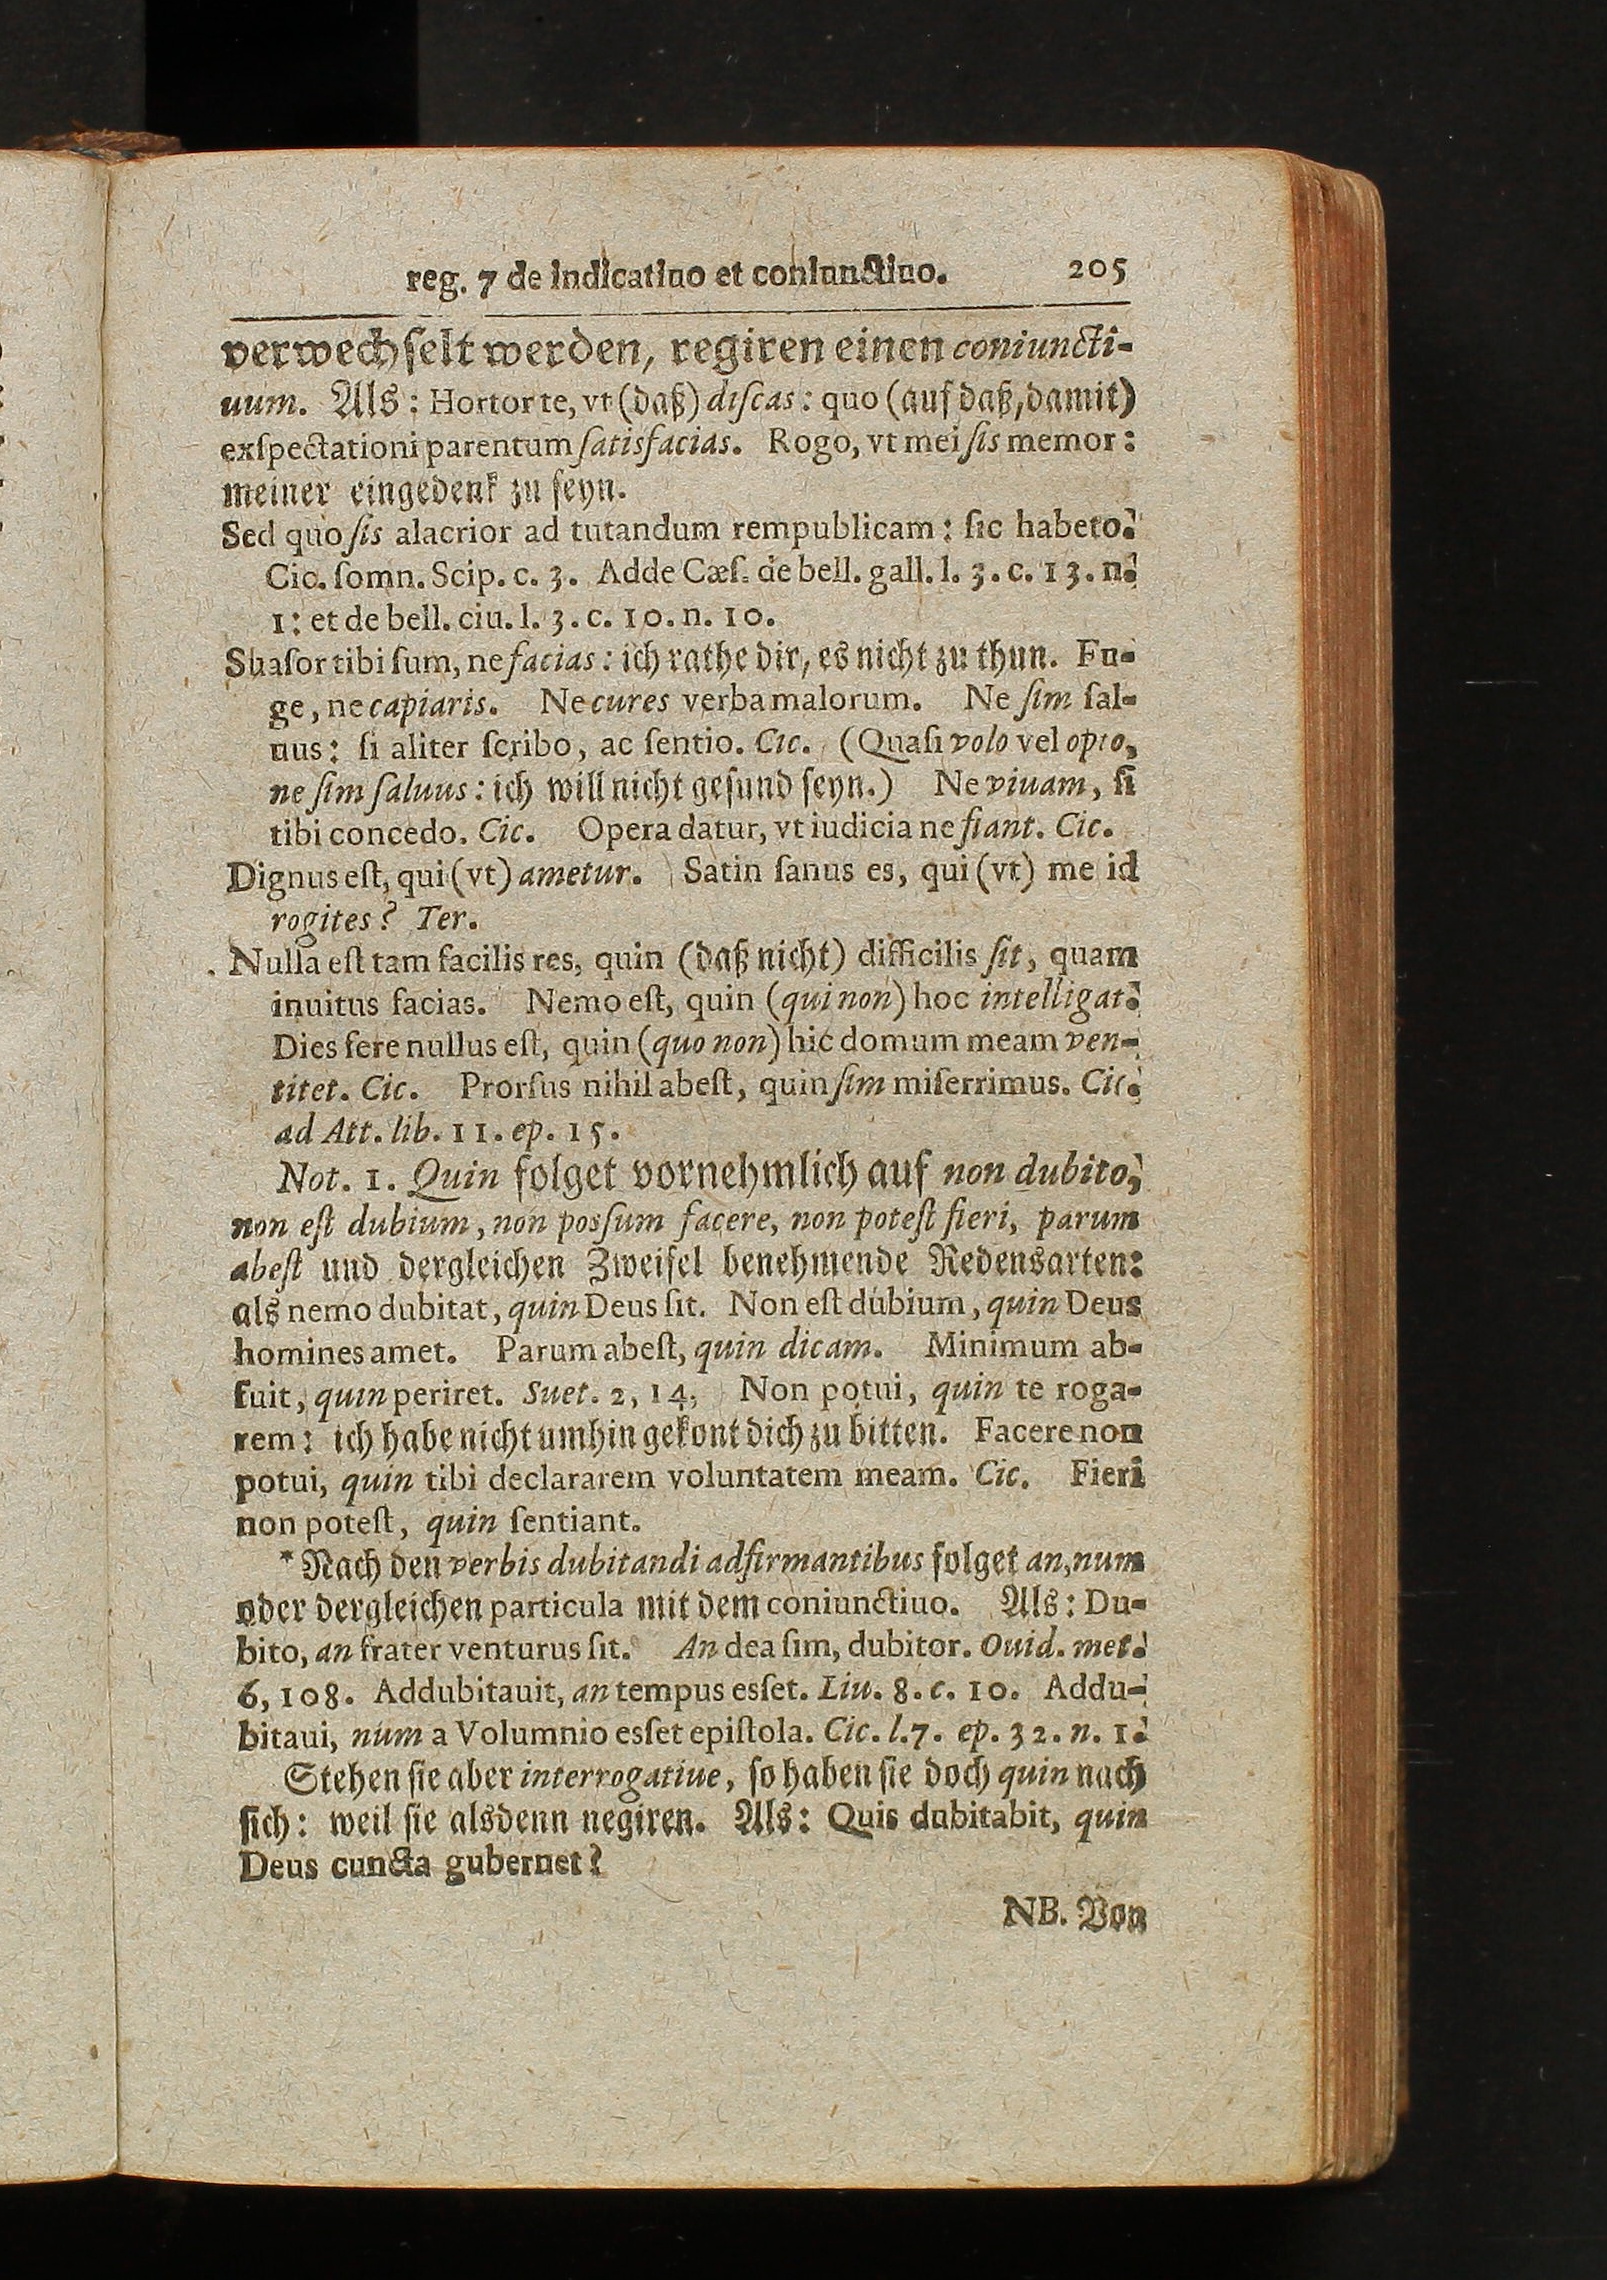 reg. 7 de indicatiuo et coniunctiuo. 205
verwechſelt werden, regiren einen coniuncti-
uum. Als: Hortor te, vt (daß) diſcas: quo (auf daß, damit)
exſpectationi parentum ſatisfacias. Rogo, vt mei ſis memor:
meiner eingedenk zu ſeyn.
Sed quo ſis alacrior ad tutandum rempublicam: ſic habeto.
Cic. ſomn. Scip. c. 3. Adde Cæſ. de bell. gall. l. 3. c. 13. n.
1: et de bell. ciu. l. 3. c. 10. n. 10.
Suaſor tibi ſum, ne facias: ich rathe dir, es nicht zu thun. Fu-
ge, ne capiaris. Ne cures verba malorum. Ne ſim ſal-
uus: ſi aliter ſcribo, ac ſentio. Cic. (Quaſi volo vel opto,
ne ſim ſaluus: ich will nicht geſund ſeyn.) Ne viuam, ſi
tibi concedo. Cic. Opera datur, vt iudicia ne fiant. Cic.
Dignus eſt, qui (vt) ametur. Satin ſanus es, qui (vt) me id
rogites? Ter.
Nulla eſt tam facilis res, quin (daß nicht) difficilis ſit, quam
inuitus facias. Nemo eſt, quin (qui non) hoc intelligat.
Dies fere nullus eſt, quin (quo non) hic domum meam ven-
titet. Cic. Prorſus nihil abeſt, quin ſim miſerrimus. Cic.
ad Att. lib. 11. ep. 15.
Not. 1. Quin folget vornehmlich auf non dubito,
non eſt dubium, non posſum facere, non poteſt fieri, parum
abeſt und dergleichen Zweifel benehmende Redensarten:
als nemo dubitat, quin Deus ſit. Non eſt dubium, quin Deus
homines amet. Parum abeſt, quin dicam. Minimum ab-
fuit, quin periret. Suet. 2, 14. Non potui, quin te roga-
rem: ich habe nicht umhin gekont dich zu bitten. Facere non
potui, quin tibi declararem voluntatem meam. Cic. Fieri
non poteſt, quin ſentiant.
* Nach den verbis dubitandi adfirmantibus folget an, num
oder dergleichen particula mit dem coniunctiuo. Als: Du-
bito, an frater venturus ſit. An dea ſim, dubitor. Ouid. met.
6, 108. Addubitauit, an tempus esſet. Liu. 8. c. 10. Addu-
bitaui, num a Volumnio esſet epiſtola. Cic. l. 7. ep. 32. n. 1.
Stehen ſie aber interrogatiue, ſo haben ſie doch quin nach
ſich: weil ſie alsdenn negiren. Als: Quis dubitabit, quin
Deus cuncta gubernet?
NB. Von